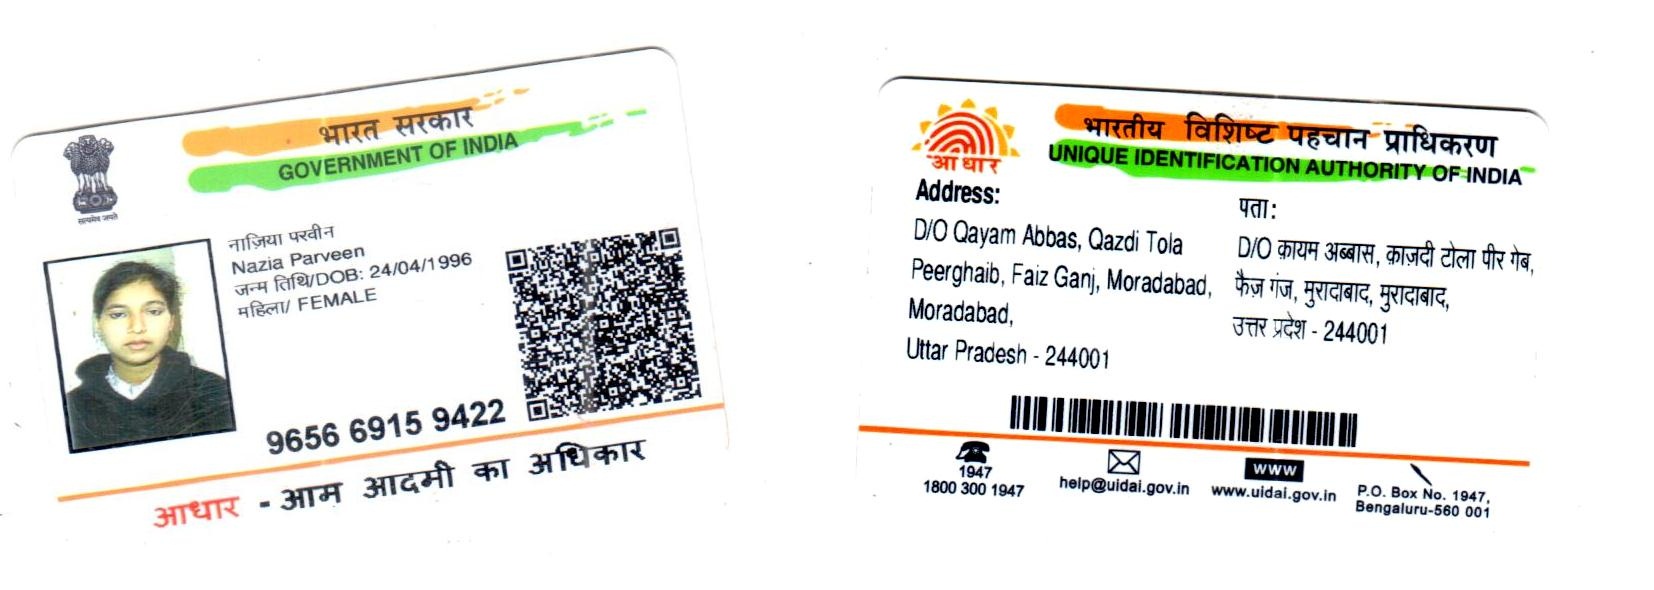 भारत सरकार
GOVERNMENT OF INDIA
सत्यमेव जयते
नाज़िया परवीन
Nazia Parveen
जन्म तिथि/DOB: 24/04/1996
महिला/ FEMALE
9656 6915 9422
आधार - आम आदमी का अधिकार
भारतीय विशिष्ट पहचान प्राधिकरण
UNIQUE IDENTIFICATION AUTHORITY OF INDIA
आधार
Address:
D/O Qayam Abbas, Qazdi Tola
Peerghaib, Faiz Ganj, Moradabad,
Moradabad,
Uttar Pradesh - 244001
पता:
D/O क़ायम अब्बास, क़ाज़दी टोला पीर गेब,
फैज़ गंज, मुरादाबाद, मुरादाबाद,
उत्तर प्रदेश - 244001
1947
1800 300 1947
help@uidai.gov.in
WWW
www.uidai.gov.in
P.O. Box No. 1947,
Bengaluru-560 001